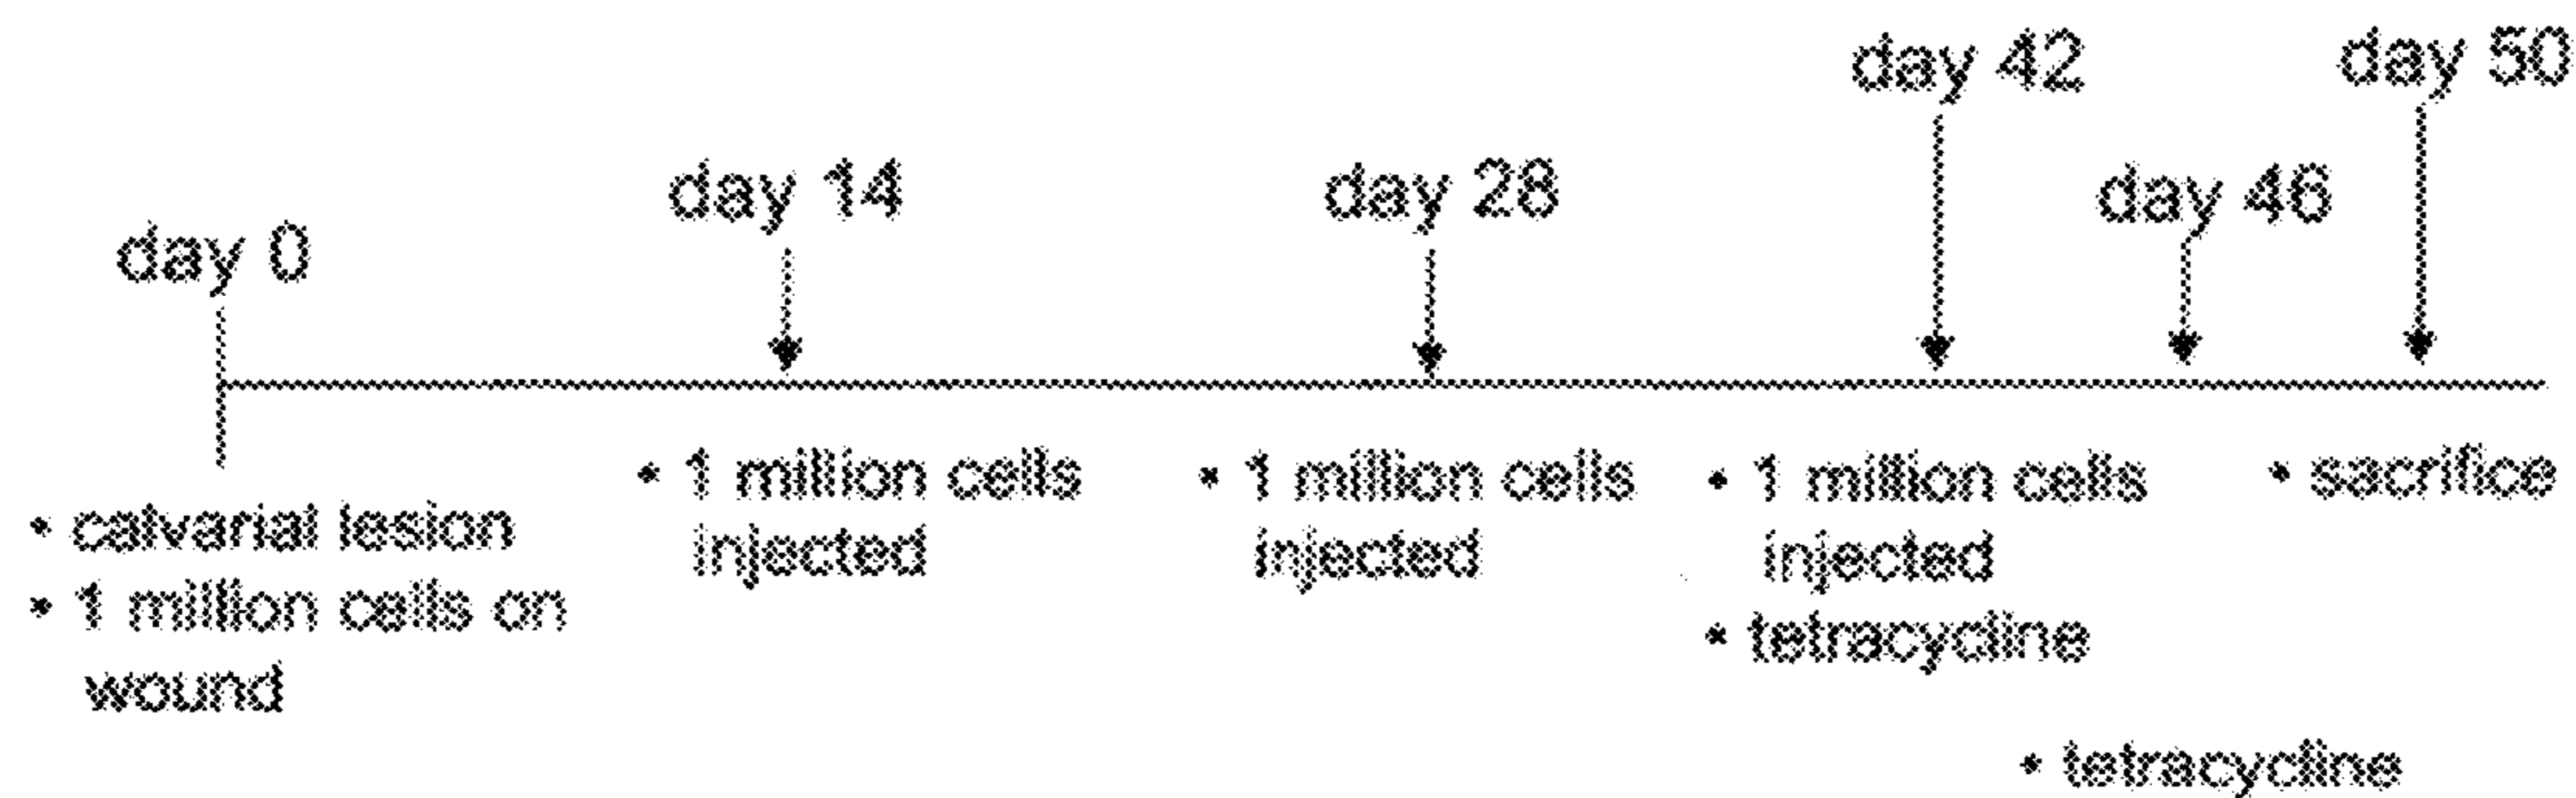 day 0
day 14
day 28
day 42
day 46
day 50
• calvarial lesion
• 1 million cells on
wound
• 1 million cells
injected
• 1 million cells
injected
• 1 million cells
injected
• tetracycline
• tetracycline
• sacrifice